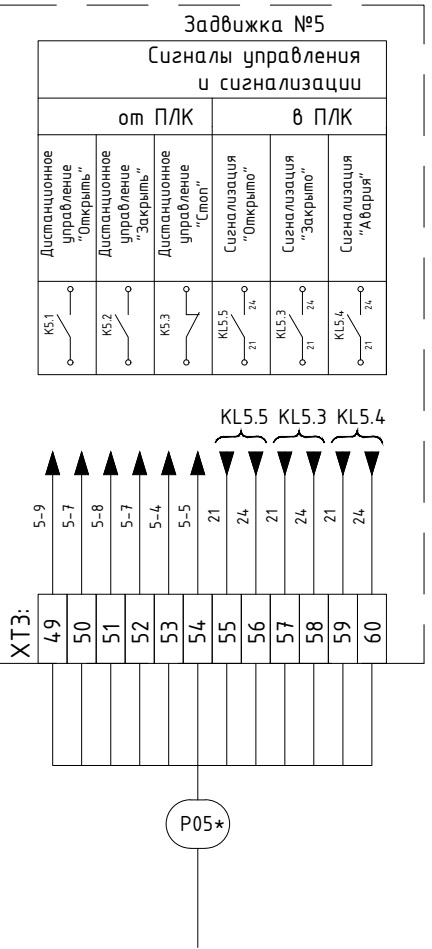 Задвижка №5
Сигналы управления
и сигнализации
от ПЛК
в ПЛК
Дистанционное
управление
"Открыть"
Дистанционное
управление
"Закрыть"
Дистанционное
управление
"Стоп"
Сигнализация
"Открыто"
Сигнализация
"Закрыто"
Сигнализация
"Авария"
K5.1
K5.2
K5.3
KL5.5
21
24
KL5.3
21
24
KL5.4
21
24
KL5.5 KL5.3 KL5.4
5-9 5-7 5-8 5-7 5-4 5-5 21 24 21 24 21 24
XT3: 49 50 51 52 53 54 55 56 57 58 59 60
P05*